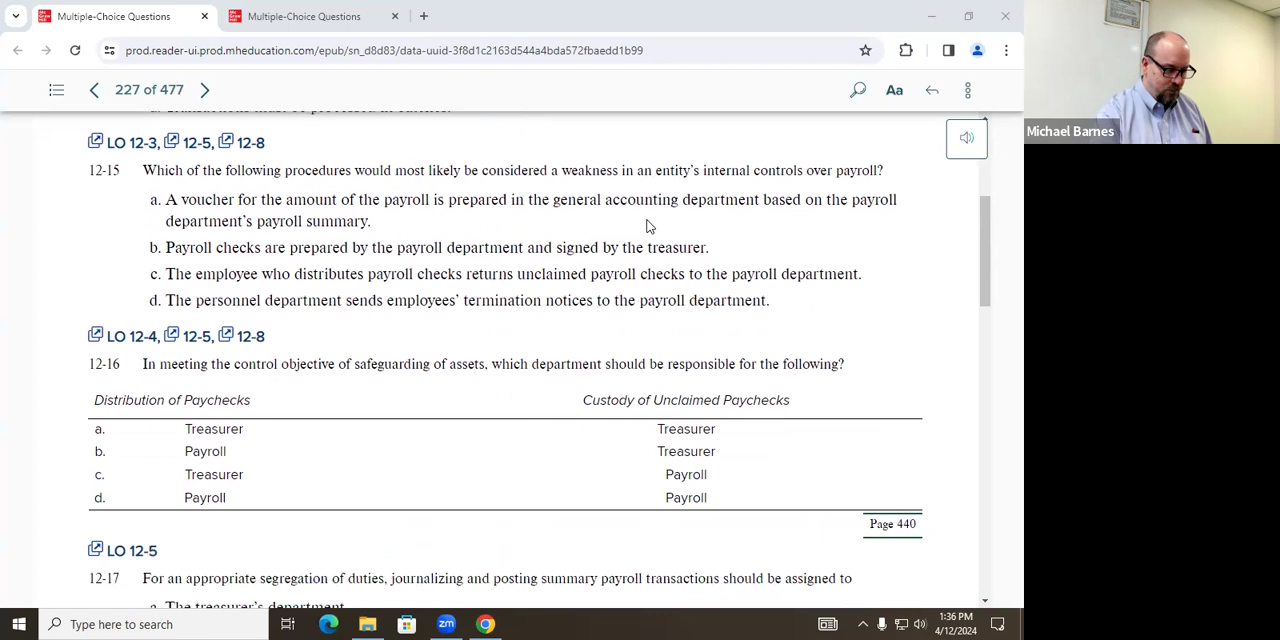 Multiple-Choice Questions
Multiple-Choice Questions
prod.reader-ui.prod.mheducation.com/epub/sn_d8d83/data-uuid-3f8d1c2163d544a4bda572fbaedd1b99
227 of 477
Aa
LO 12-3, 12-5, 12-8
12-15 Which of the following procedures would most likely be considered a weakness in an entity's internal controls over payroll?
a. A voucher for the amount of the payroll is prepared in the general accounting department based on the payroll
department's payroll summary.
b. Payroll checks are prepared by the payroll department and signed by the treasurer.
c. The employee who distributes payroll checks returns unclaimed payroll checks to the payroll department.
d. The personnel department sends employees' termination notices to the payroll department.
LO 12-4, 12-5, 12-8
12-16 In meeting the control objective of safeguarding of assets, which department should be responsible for the following?
Distribution of Paychecks Custody of Unclaimed Paychecks
a. Treasurer Treasurer
b. Payroll Treasurer
c. Treasurer Payroll
d. Payroll Payroll
Page 440
LO 12-5
12-17 For an appropriate segregation of duties, journalizing and posting summary payroll transactions should be assigned to
a. The treasurer's department.
Michael Barnes
Type here to search
zm
1:36 PM
4/12/2024